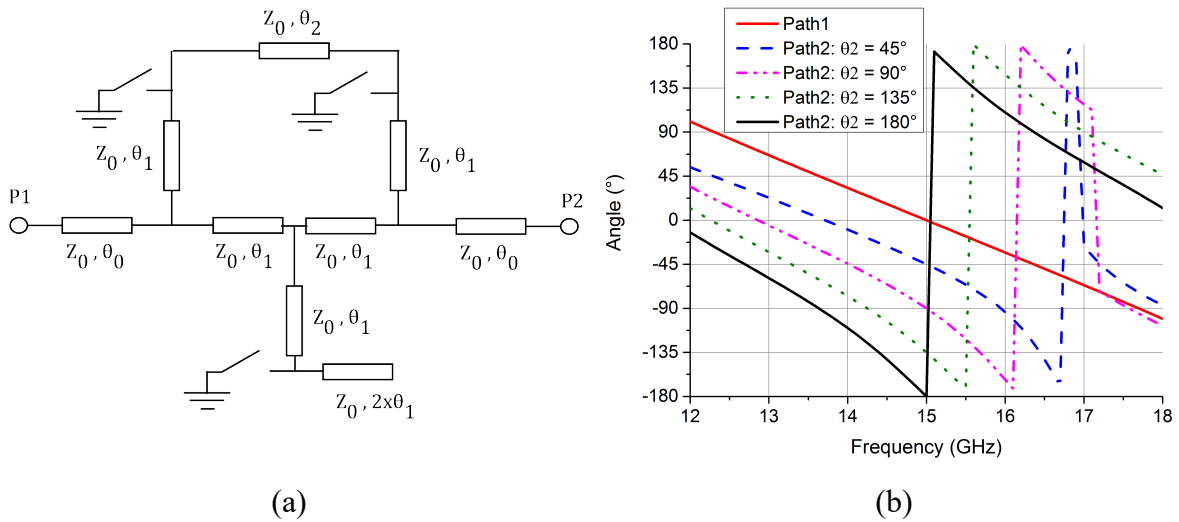 Z0 , θ2
Z0 , θ1
Z0 , θ1
P1
P2
Z0 , θ0
Z0 , θ1
Z0 , θ1
Z0 , θ0
Z0 , θ1
Z0 , 2xθ1
(a)
Path1
Path2: θ2 = 45°
Path2: θ2 = 90°
Path2: θ2 = 135°
Path2: θ2 = 180°
180
135
90
45
0
-45
-90
-135
-180
Angle (°)
12 13 14 15 16 17 18
Frequency (GHz)
(b)